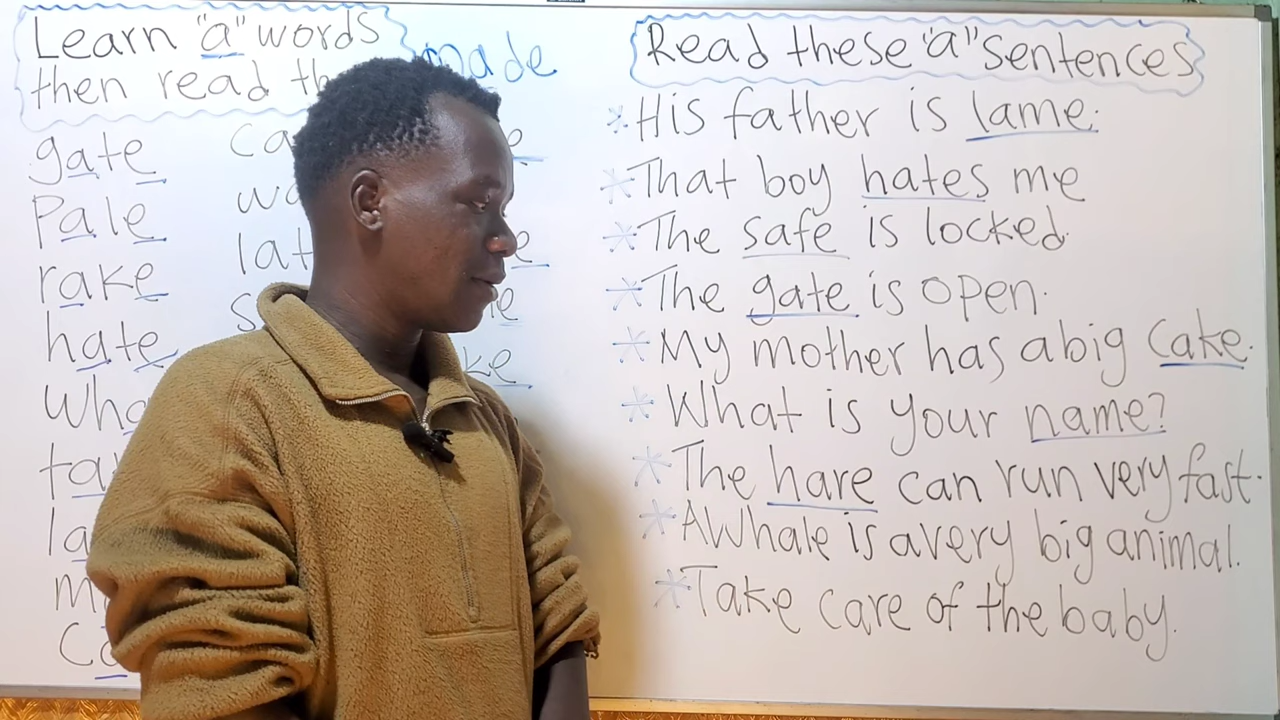 Learn "a" words
then read
made
gate
Pale
rake
hate
Read these "a" Sentences
* His father is lame.
* That boy hates me
* The safe is locked.
* The gate is open.
* My mother has a big cake.
* What is your name?
* The hare can run very fast.
* A Whale is a very big animal.
* Take care of the baby.